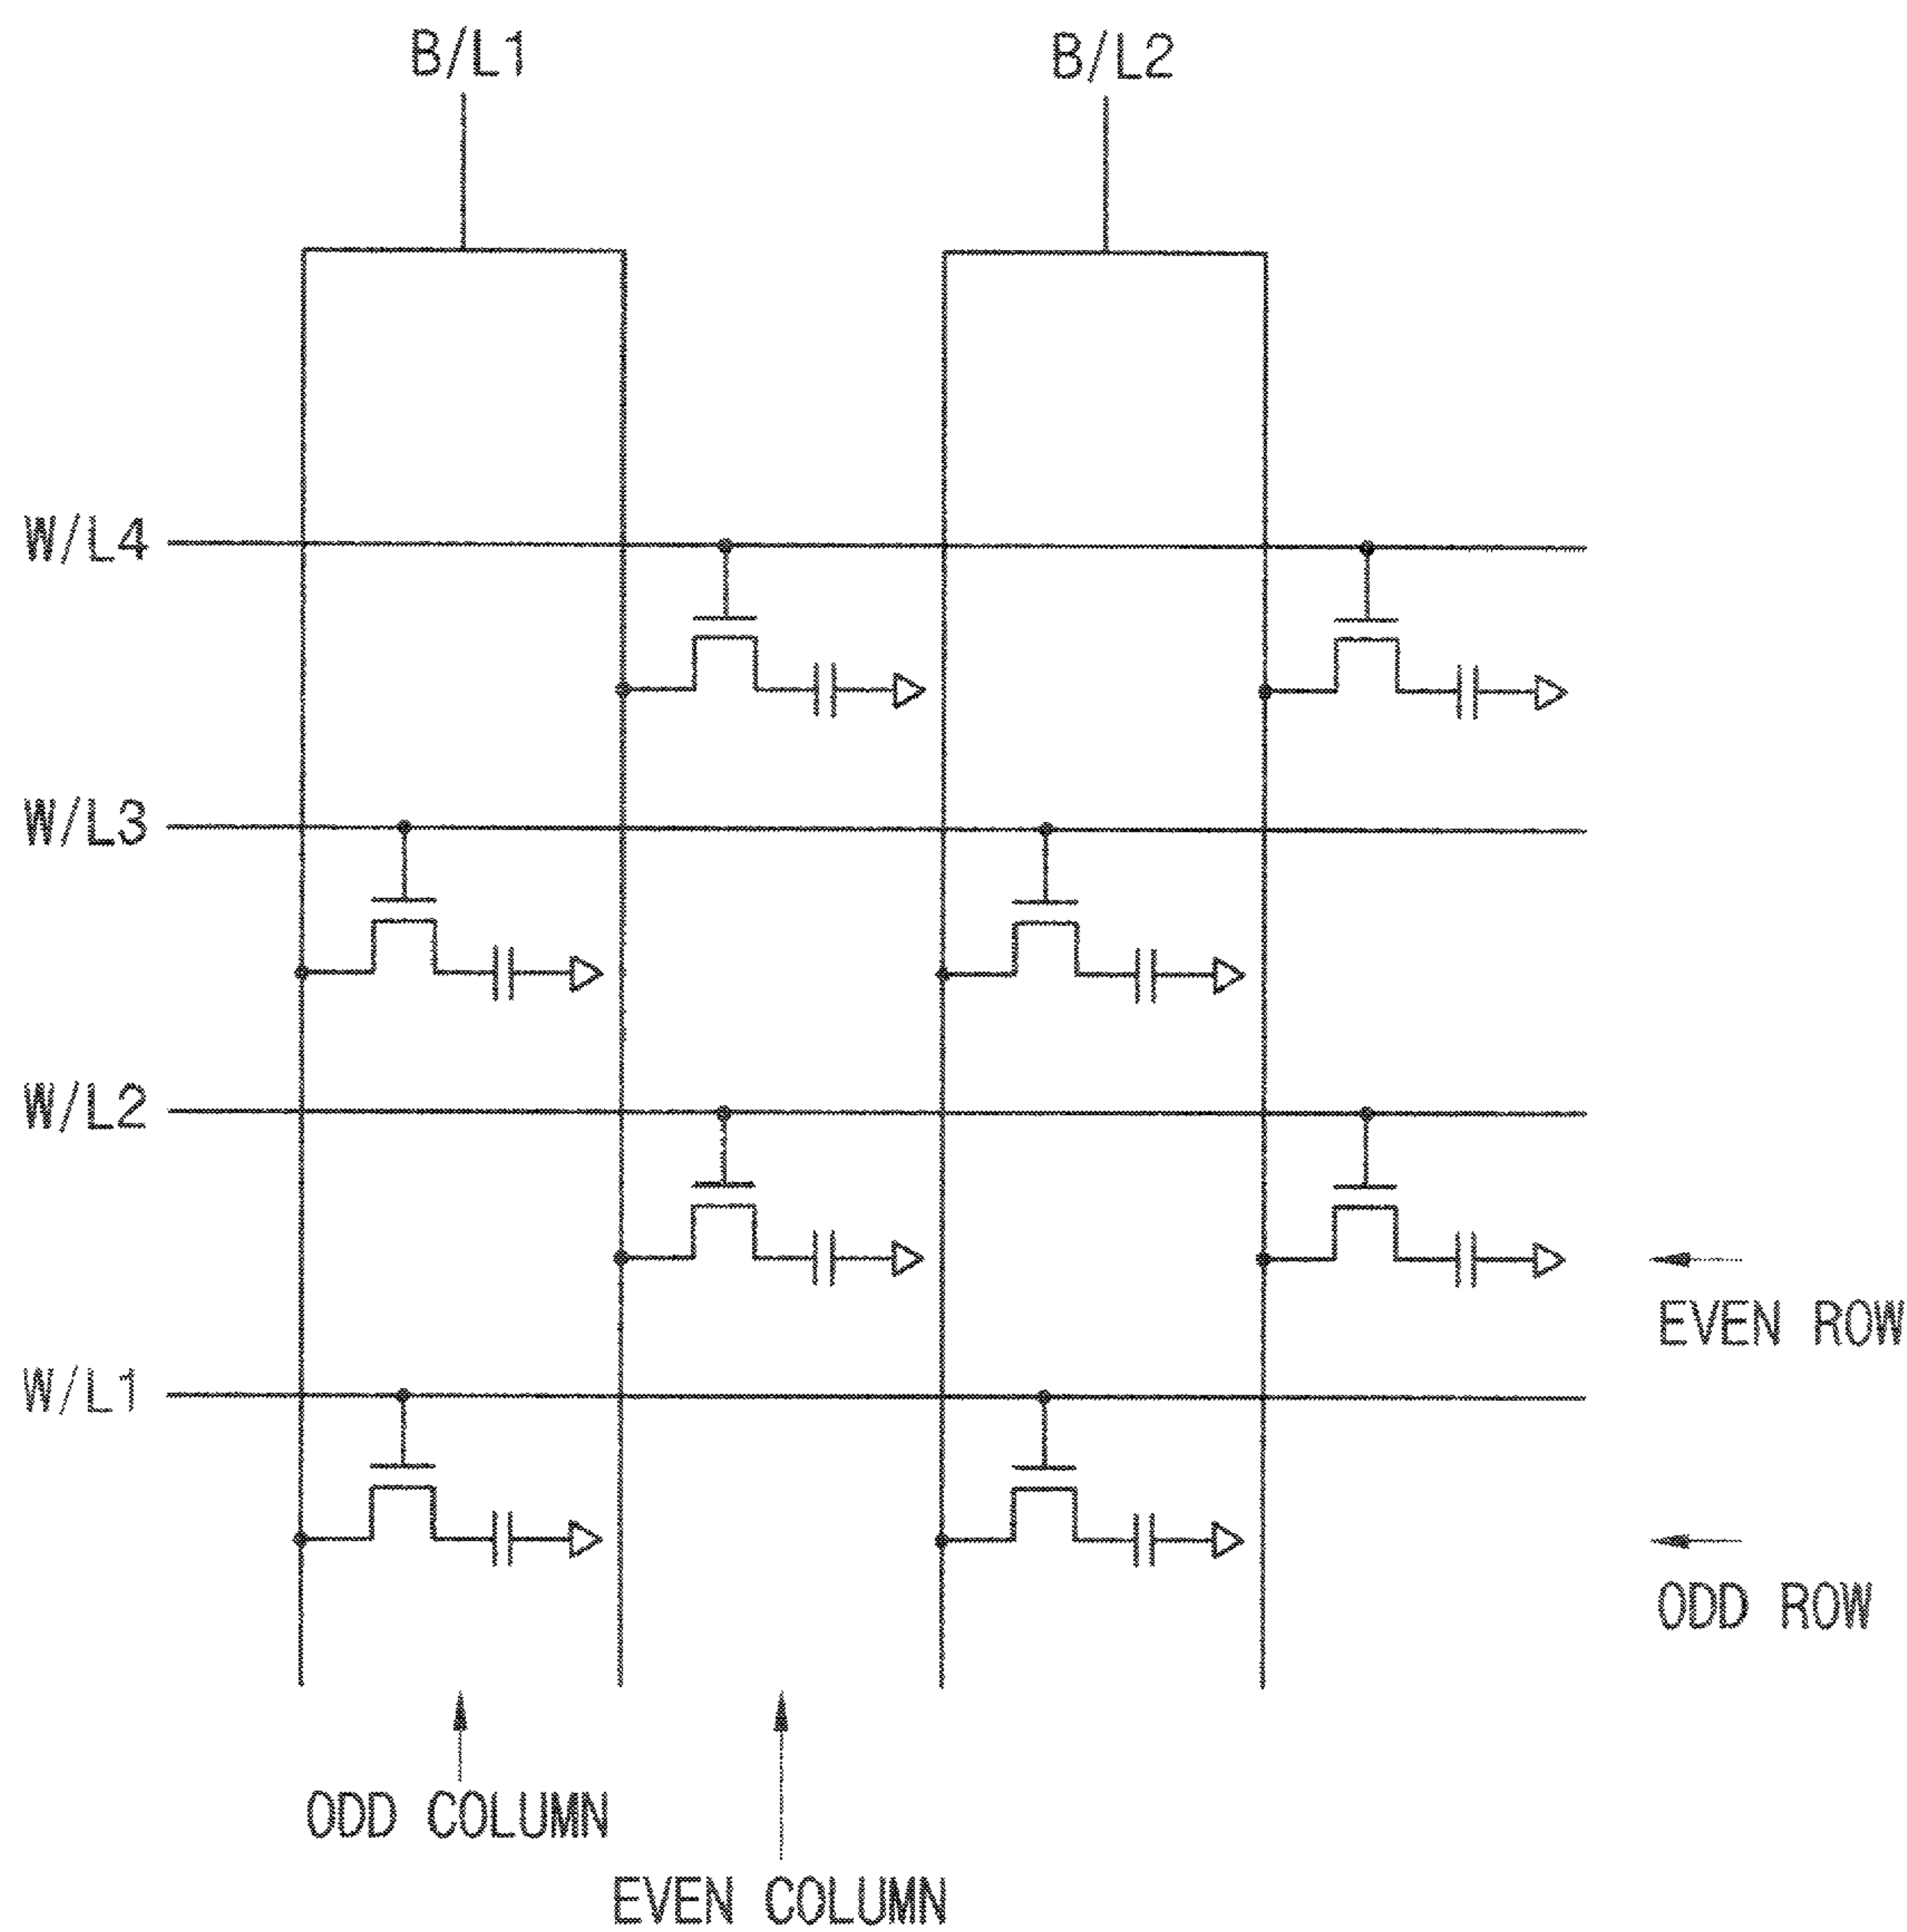 B/L1
B/L2
W/L4
W/L3
W/L2
EVEN ROW
W/L1
ODD ROW
ODD COLUMN
EVEN COLUMN